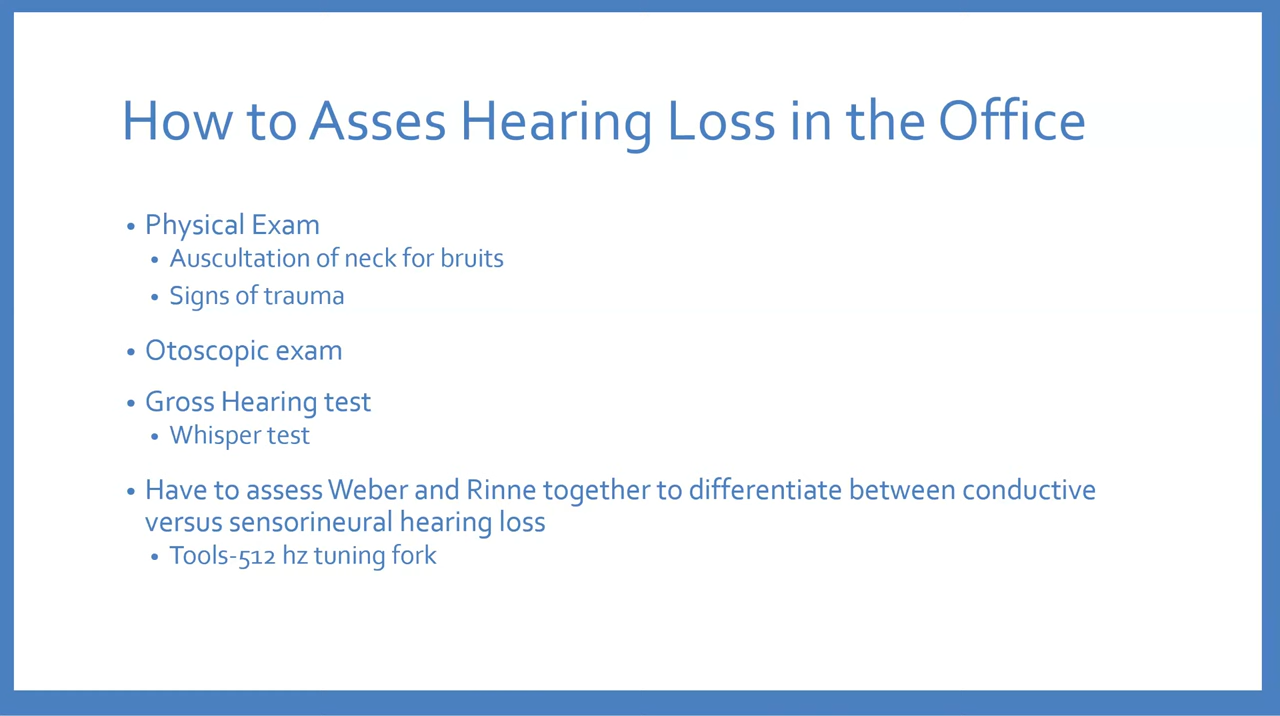 How to Asses Hearing Loss in the Office
• Physical Exam
• Auscultation of neck for bruits
• Signs of trauma
• Otoscopic exam
• Gross Hearing test
• Whisper test
• Have to assess Weber and Rinne together to differentiate between conductive
versus sensorineural hearing loss
• Tools-512 hz tuning fork